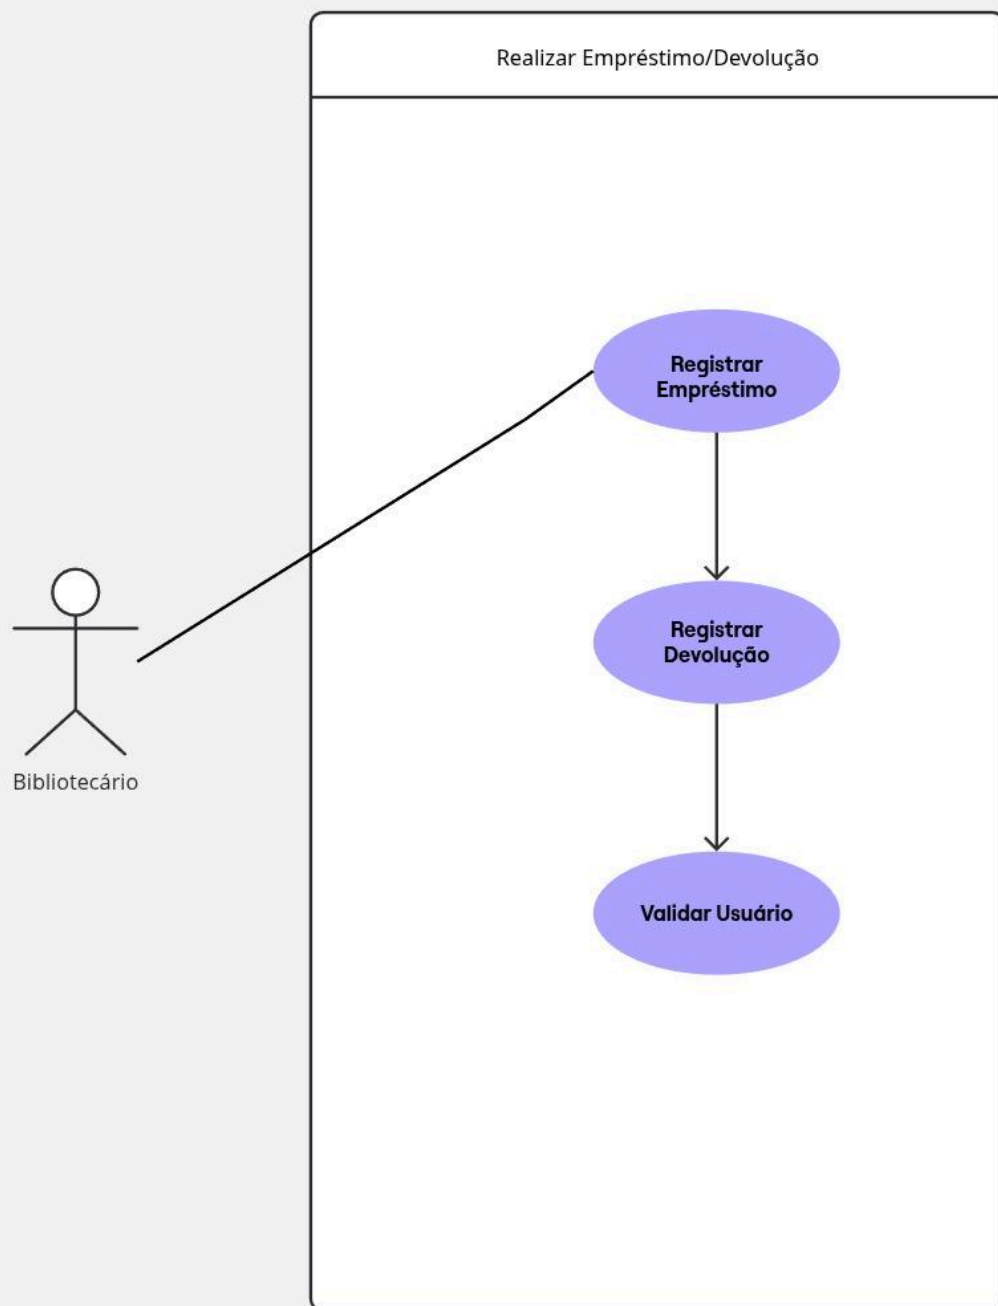 Realizar Empréstimo/Devolução
Registrar
Empréstimo
Registrar
Devolução
Bibliotecário
Validar Usuário